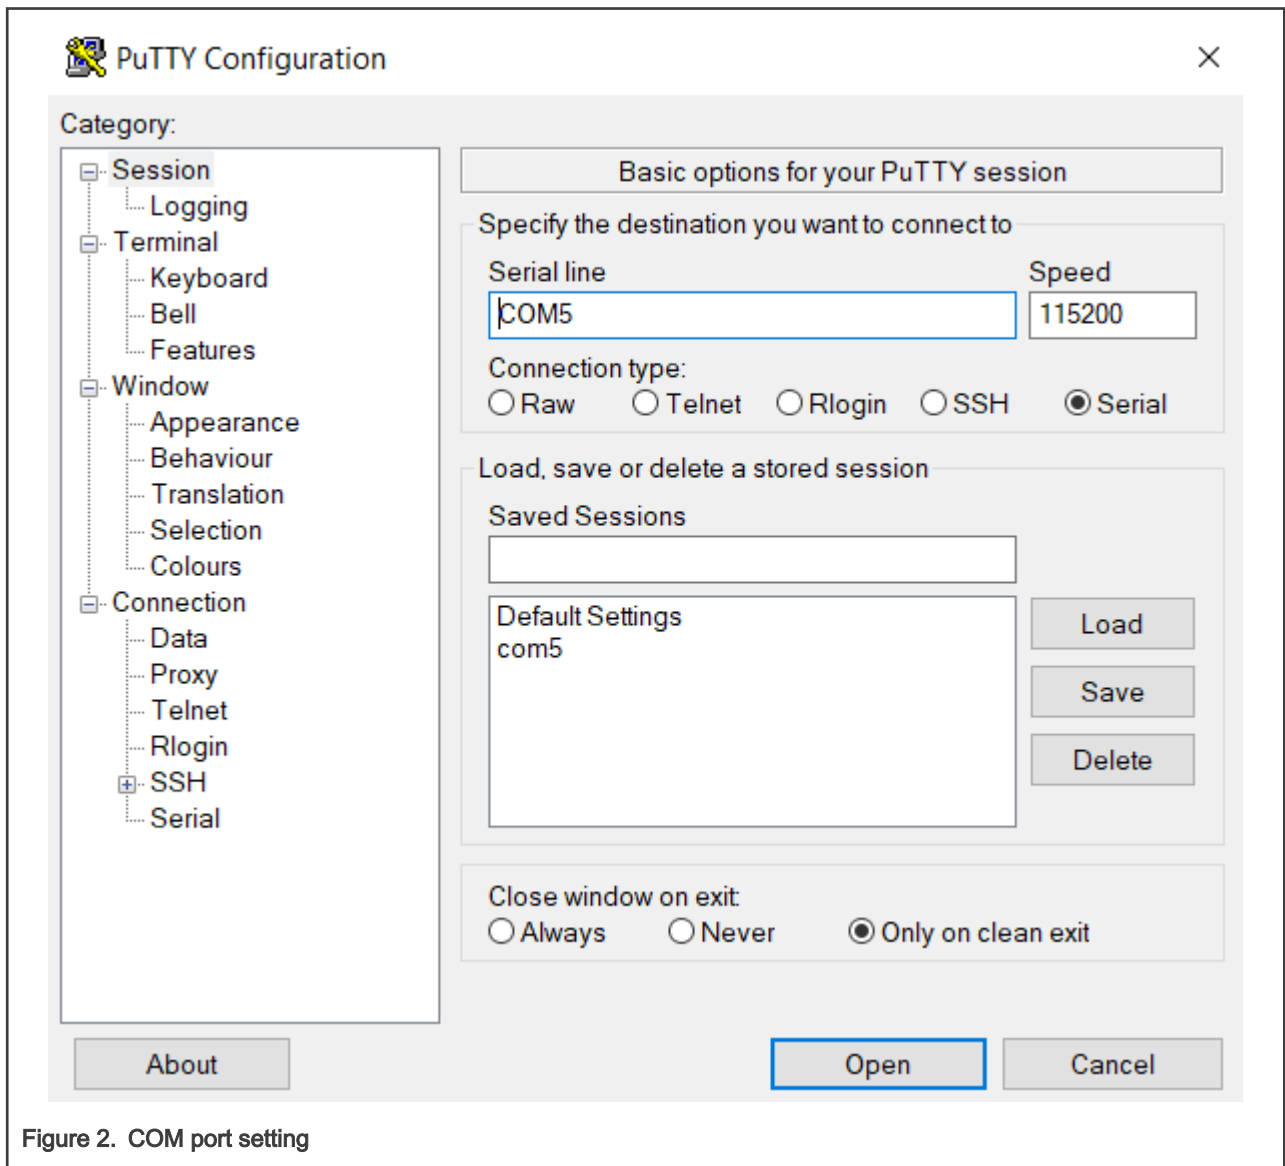 PuTTY Configuration
Category:
Session
Logging
Terminal
Keyboard
Bell
Features
Window
Appearance
Behaviour
Translation
Selection
Colours
Connection
Data
Proxy
Telnet
Rlogin
SSH
Serial
Basic options for your PuTTY session
Specify the destination you want to connect to
Serial line Speed
COM5 115200
Connection type:
Raw Telnet Rlogin SSH Serial
Load, save or delete a stored session
Saved Sessions
Default Settings
com5
Load
Save
Delete
Close window on exit:
Always Never Only on clean exit
About Open Cancel
Figure 2. COM port setting